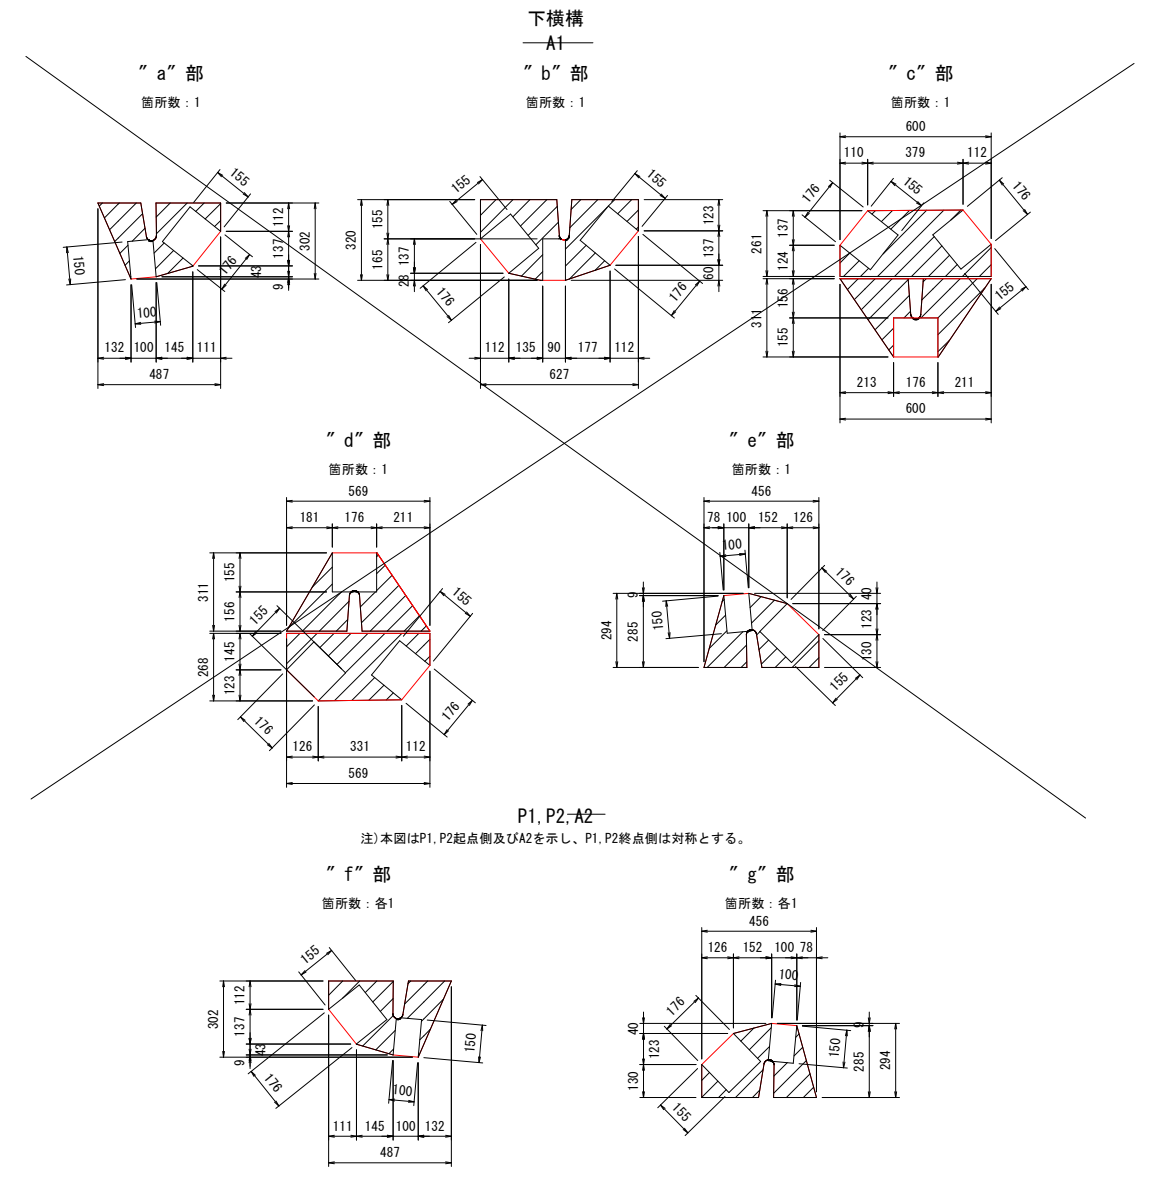 下横構
A1
" a" 部
箇所数：1
155
112
137
302
43
9
176
150
100
132 100 145 111
487
" b" 部
箇所数：1
155
155
155
320
165
137
28
123
137
60
176
176
112 135 90 177 112
627
" c" 部
箇所数：1
600
110 379 112
176
155
176
261
137
124
155
311
156
155
213 176 211
600
" d" 部
箇所数：1
569
181 176 211
311
155
156
155
155
268
145
123
176
176
126 331 112
569
" e" 部
箇所数：1
456
78 100 152 126
100
176
9
294
285
150
40
123
130
155
P1,P2,A2
注)本図はP1,P2起点側及びA2を示し、P1,P2終点側は対称とする。
" f" 部
箇所数：各1
155
302
112
137
43
9
176
150
100
111 145 100 132
487
" g" 部
箇所数：各1
456
126 152 100 78
100
176
40
123
130
9
150
285
294
155